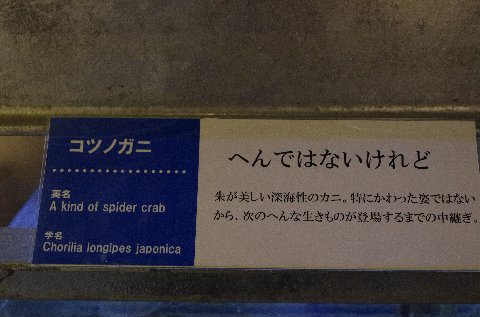 コツノガニ
英名
A kind of spider crab
学名
Chorilia longipes japonica
へんではないけれど
朱が美しい深海性のカニ。特にかわった姿ではない
から、次のへんな生きものが登場するまでの中継ぎ。